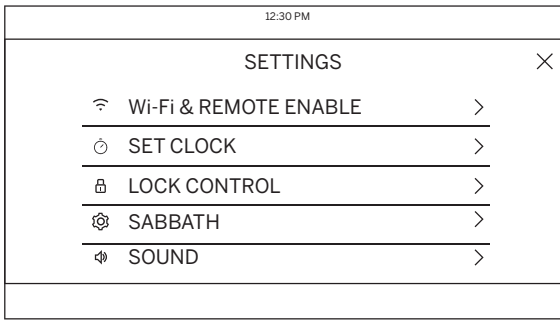 12:30 PM
SETTINGS
Wi-Fi & REMOTE ENABLE
SET CLOCK
LOCK CONTROL
SABBATH
SOUND